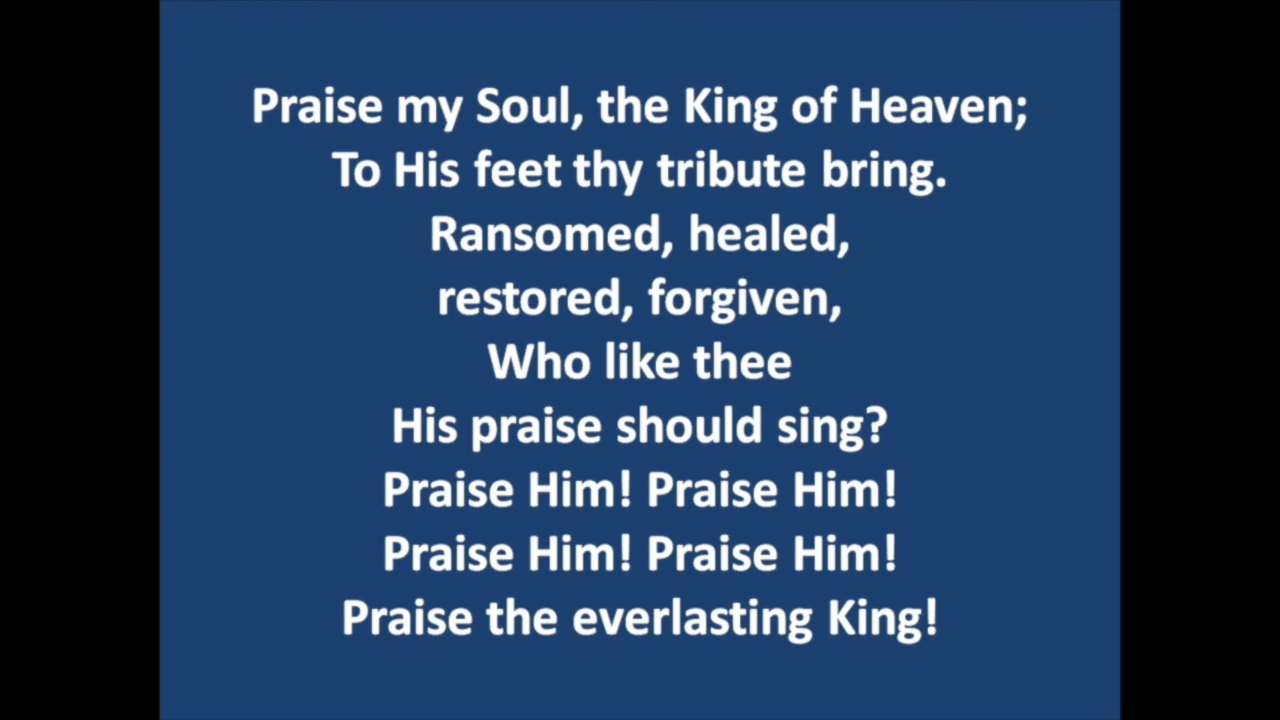 Praise my Soul, the King of Heaven;
To His feet thy tribute bring.
Ransomed, healed,
restored, forgiven,
Who like thee
His praise should sing?
Praise Him! Praise Him!
Praise Him! Praise Him!
Praise the everlasting King!